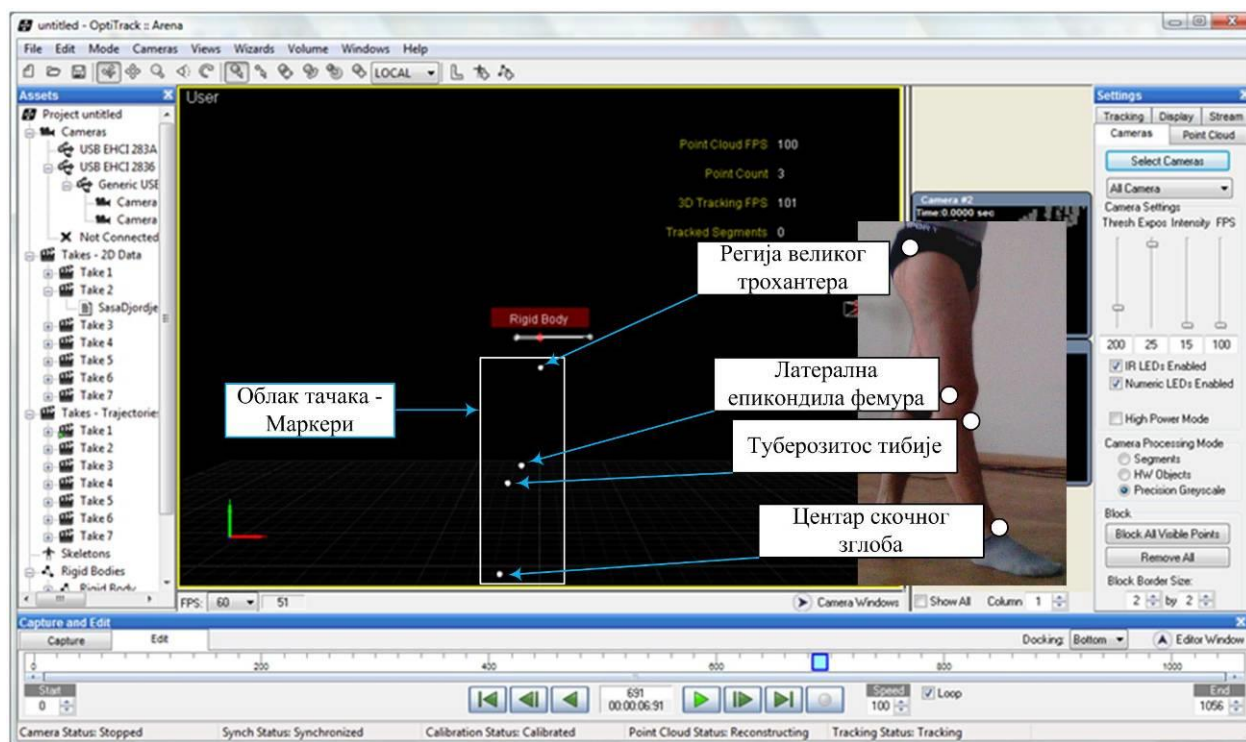 untitled - OptiTrack :: Arena
File Edit Mode Cameras Views Wizards Volume Windows Help
LOCAL
Assets
Project untitled
Cameras
USB EHCI 283A
USB EHCI 2836
Generic USB
Camera
Camera
Not Connected
Takes - 2D Data
Take 1
Take 2
SasaDjordje
Take 3
Take 4
Take 5
Take 6
Take 7
Takes - Trajectories
Take 1
Take 2
Take 3
Take 4
Take 5
Take 6
Take 7
Skeletons
Rigid Bodies
Rigid Body
User
Point Cloud FPS 100
Point Count 3
3D Tracking FPS 101
Tracked Segments 0
Rigid Body
Облак тачака -
Маркери
Регија великог
трохантера
Латерална
епикондила фемура
Туберозитос тибије
Центар скочног
зглоба
Camera #2
Time:0.0000 sec
FPS: 60 51
Camera Windows
Show All Column 1
Settings
Tracking Display Stream
Cameras Point Cloud
Select Cameras
All Camera
Camera Settings
Thresh Expos Intensity FPS
200 25 15 100
IR LEDs Enabled
Numeric LEDs Enabled
High Power Mode
Camera Processing Mode
Segments
HW Objects
Precision Greyscale
Block
Block All Visible Points
Remove All
Block Border Size:
2 by 2
Capture and Edit
Capture Edit
Docking: Bottom Editor Window
0 200 400 600 800 1000
Start
0
691
00:00:06:91
Speed
100
Loop
End
1056
Camera Status: Stopped Synch Status: Synchronized Calibration Status: Calibrated Point Cloud Status: Reconstructing Tracking Status: Tracking